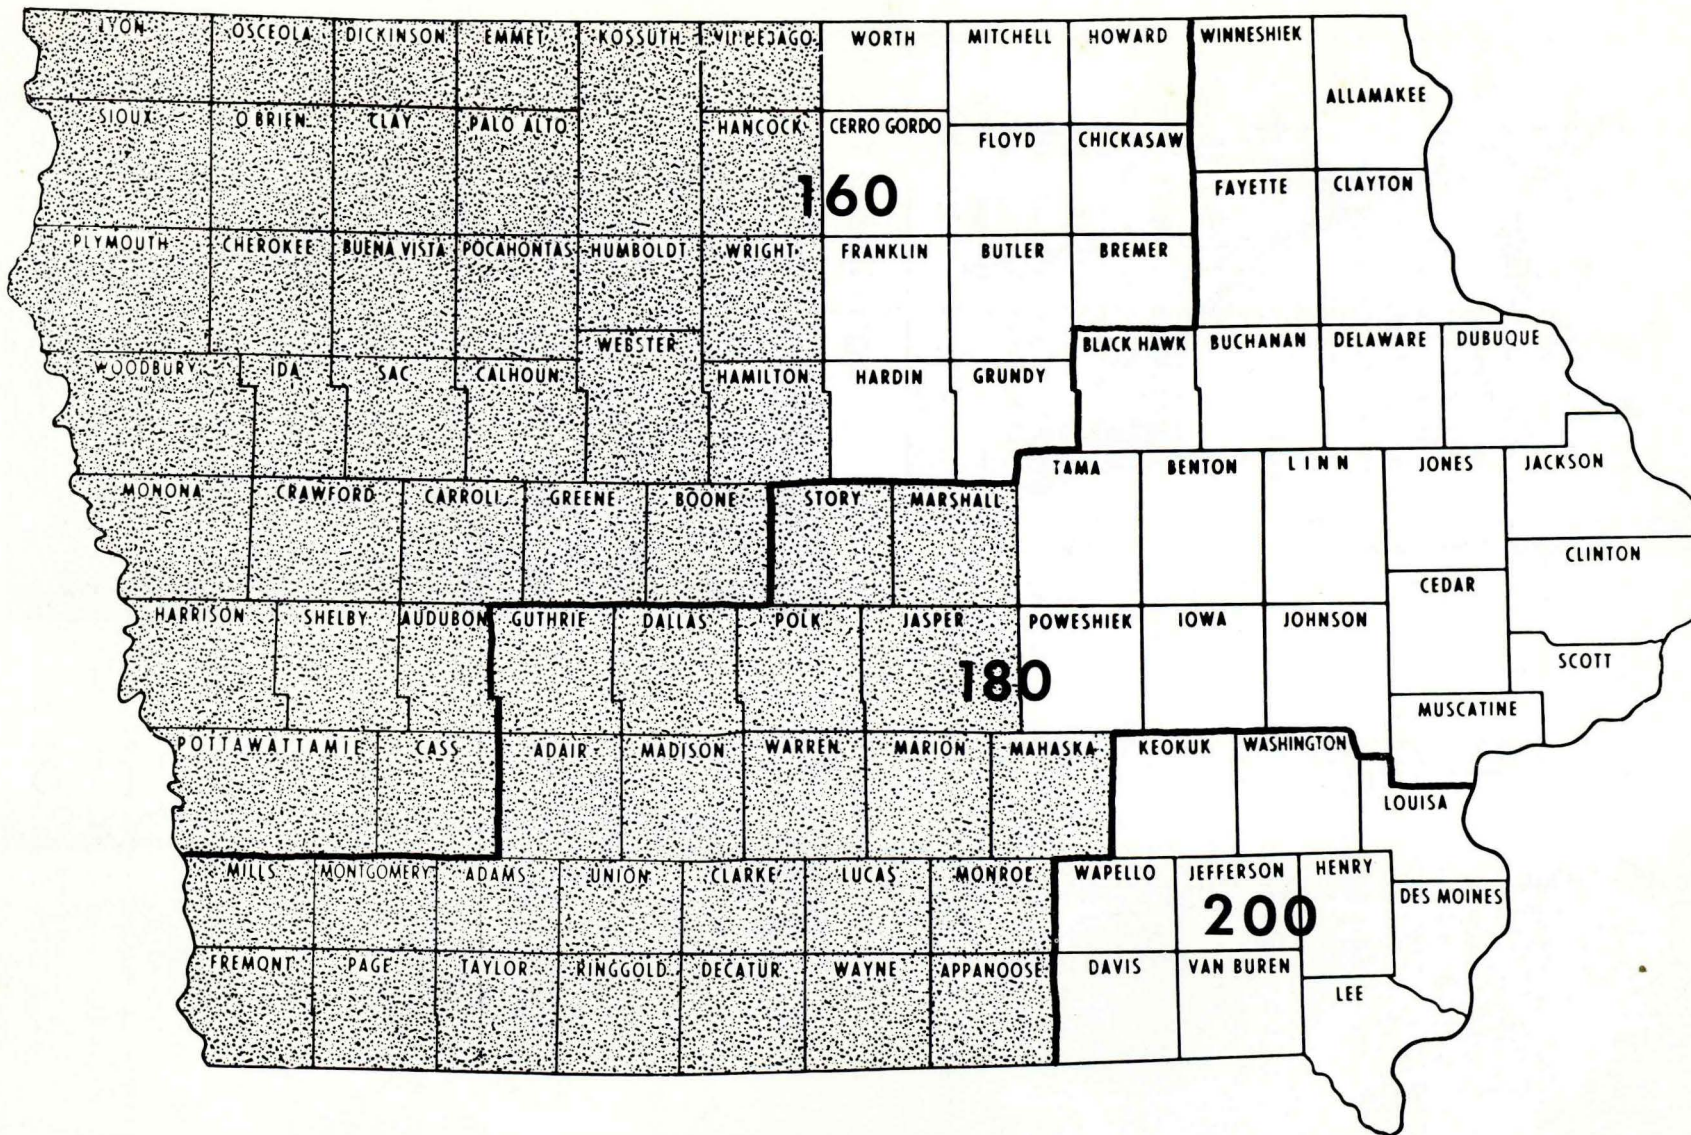 LYON OSCEOLA DICKINSON EMMET KOSSUTH WORTH MITCHELL HOWARD WINNESHIEK
ALLAMAKEE
SIOUX O'BRIEN CLAY PALO ALTO HANCOCK CERRO GORDO FLOYD CHICKASAW
160
FAYETTE CLAYTON
PLYMOUTH CHEROKEE BUENA VISTA POCAHONTAS HUMBOLDT WRIGHT FRANKLIN BUTLER BREMER
WEBSTER BLACK HAWK BUCHANAN DELAWARE DUBUQUE
WOODBURY IDA SAC CALHOUN HAMILTON HARDIN GRUNDY
TAMA BENTON LINN JONES JACKSON
MONONA CRAWFORD CARROLL GREENE BOONE STORY MARSHALL
CLINTON
CEDAR
HARRISON SHELBY AUDUBON GUTHRIE DALLAS POLK JASPER POWESHIEK IOWA JOHNSON
SCOTT
180
MUSCATINE
POTTAWATTAMIE CASS ADAIR MADISON WARREN MARION MAHASKA KEOKUK WASHINGTON
LOUISA
MILLS MONTGOMERY ADAMS UNION CLARKE LUCAS MONROE WAPELLO JEFFERSON HENRY
DES MOINES
200
FREMONT PAGE TAYLOR RINGGOLD DECATUR WAYNE APPANOOSE DAVIS VAN BUREN
LEE